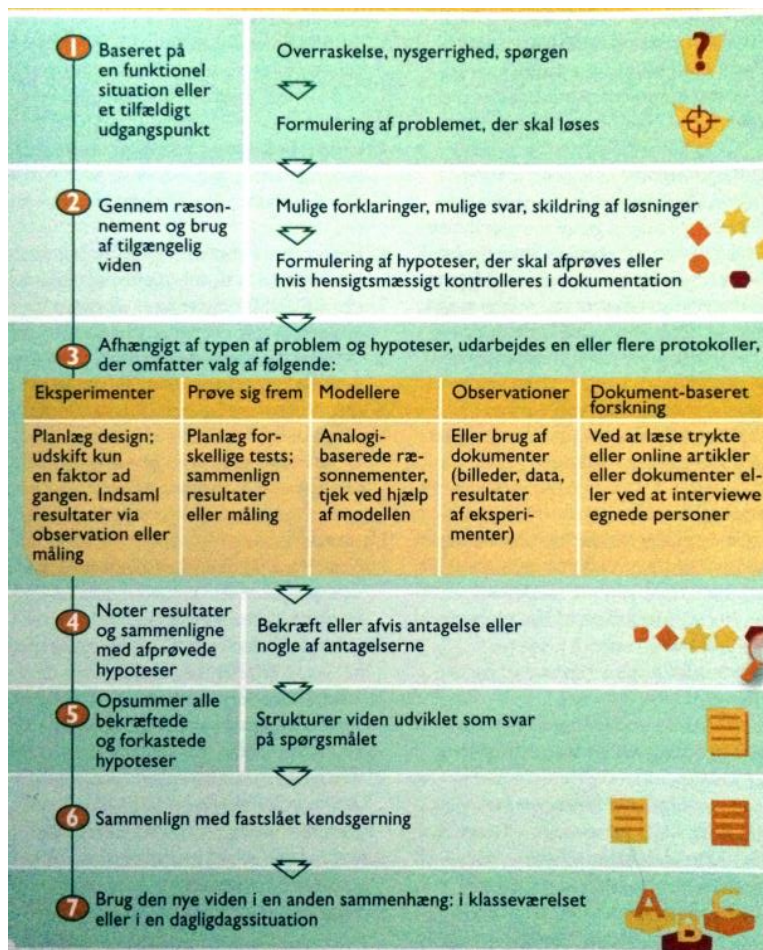 1 Baseret på
en funktionel
situation eller
et tilfældigt
udgangspunkt
Overraskelse, nysgerrighed, spørgen
?
Formulering af problemet, der skal løses
2 Gennem ræson-
nement og brug
af tilgængelig
viden
Mulige forklaringer, mulige svar, skildring af løsninger
Formulering af hypoteser, der skal afprøves eller
hvis hensigtsmæssigt kontrolleres i dokumentation
3 Afhængigt af typen af problem og hypoteser, udarbejdes en eller flere protokoller,
der omfatter valg af følgende:
Eksperimenter
Planlæg design;
udskift kun
en faktor ad
gangen. Indsaml
resultater via
observation eller
måling
Prøve sig frem
Planlæg for-
skellige tests;
sammenlign
resultater
eller måling
Modellere
Analogi-
baserede ræ-
sonnementer,
tjek ved hjælp
af modellen
Observationer
Eller brug af
dokumenter
(billeder, data,
resultater
af eksperi-
menter)
Dokument-baseret
forskning
Ved at læse trykte
eller online artikler
eller dokumenter el-
ler ved at interviewe
egnede personer
4 Noter resultater
og sammenligne
med afprøvede
hypoteser
Bekræft eller afvis antagelse eller
nogle af antagelserne
5 Opsummer alle
bekræftede
og forkastede
hypoteser
Strukturer viden udviklet som svar
på spørgsmålet
6 Sammenlign med fastslået kendsgerning
7 Brug den nye viden i en anden sammenhæng: i klasseværelset
eller i en dagligdagssituation
A B C